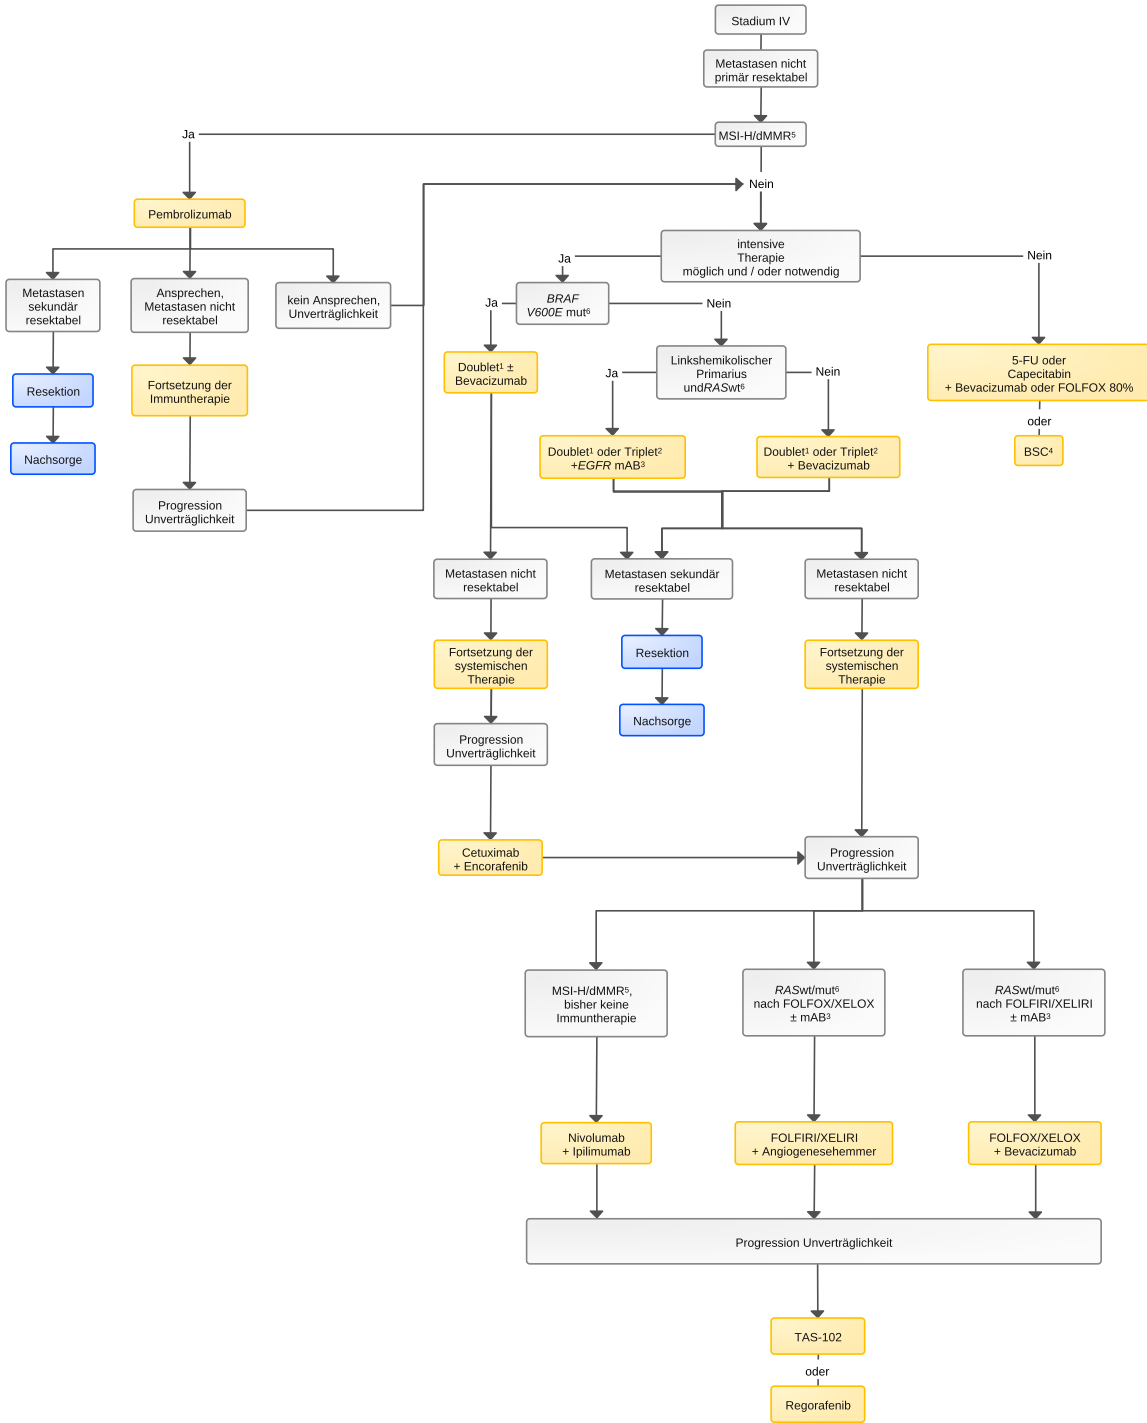 Stadium IV
Metastasen nicht
primär resektabel
MSI-H/dMMR⁵
Ja
Nein
Pembrolizumab
intensive
Therapie
möglich und / oder notwendig
Ja
Nein
Metastasen
sekundär
resektabel
Ansprechen,
Metastasen nicht
resektabel
kein Ansprechen,
Unverträglichkeit
BRAF
V600E mut⁶
Ja
Nein
Resektion
Nachsorge
Fortsetzung der
Immuntherapie
Progression
Unverträglichkeit
Doublet¹ ±
Bevacizumab
Linkshemikolischer
Primarius
undRASwt⁶
Ja
Nein
5-FU oder
Capecitabin
+ Bevacizumab oder FOLFOX 80%
oder
BSC⁴
Doublet¹ oder Triplet²
+EGFR mAB³
Doublet¹ oder Triplet²
+ Bevacizumab
Metastasen nicht
resektabel
Metastasen sekundär
resektabel
Metastasen nicht
resektabel
Fortsetzung der
systemischen
Therapie
Resektion
Nachsorge
Fortsetzung der
systemischen
Therapie
Progression
Unverträglichkeit
Cetuximab
+ Encorafenib
Progression
Unverträglichkeit
MSI-H/dMMR⁵,
bisher keine
Immuntherapie
RASwt/mut⁶
nach FOLFOX/XELOX
± mAB³
RASwt/mut⁶
nach FOLFIRI/XELIRI
± mAB³
Nivolumab
+ Ipilimumab
FOLFIRI/XELIRI
+ Angiogenesehemmer
FOLFOX/XELOX
+ Bevacizumab
Progression Unverträglichkeit
TAS-102
oder
Regorafenib